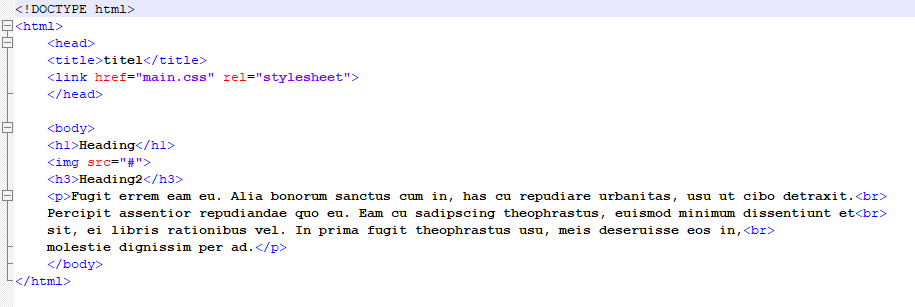 <!DOCTYPE html>
<html>
<head>
<title>titel</title>
<link href="main.css" rel="stylesheet">
</head>
<body>
<h1>Heading</h1>
<img src="#">
<h3>Heading2</h3>
<p>Fugit errem eam eu. Alia bonorum sanctus cum in, has cu repudiare urbanitas, usu ut cibo detraxit.<br>
Percipit assentior repudiandae quo eu. Eam cu sadipscing theophrastus, euismod minimum dissentiunt et<br>
sit, ei libris rationibus vel. In prima fugit theophrastus usu, meis deseruisse eos in,<br>
molestie dignissim per ad.</p>
</body>
</html>